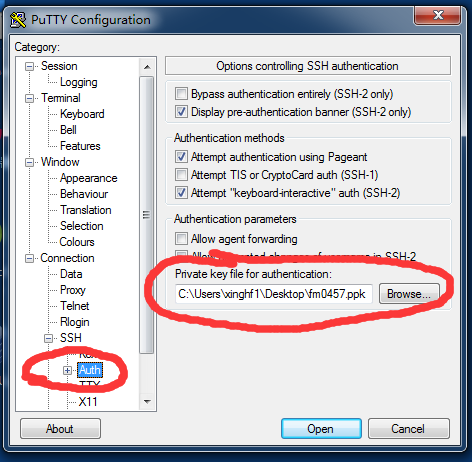 PuTTY Configuration
Category:
Session
Logging
Terminal
Keyboard
Bell
Features
Window
Appearance
Behaviour
Translation
Selection
Colours
Connection
Data
Proxy
Telnet
Rlogin
SSH
Auth
TTY
X11
Options controlling SSH authentication
Bypass authentication entirely (SSH-2 only)
Display pre-authentication banner (SSH-2 only)
Authentication methods
Attempt authentication using Pageant
Attempt TIS or CryptoCard auth (SSH-1)
Attempt "keyboard-interactive" auth (SSH-2)
Authentication parameters
Allow agent forwarding
Allow attempted changes of username in SSH-2
Private key file for authentication:
C:\Users\xinghf1\Desktop\fm0457.ppk
Browse...
About
Open
Cancel